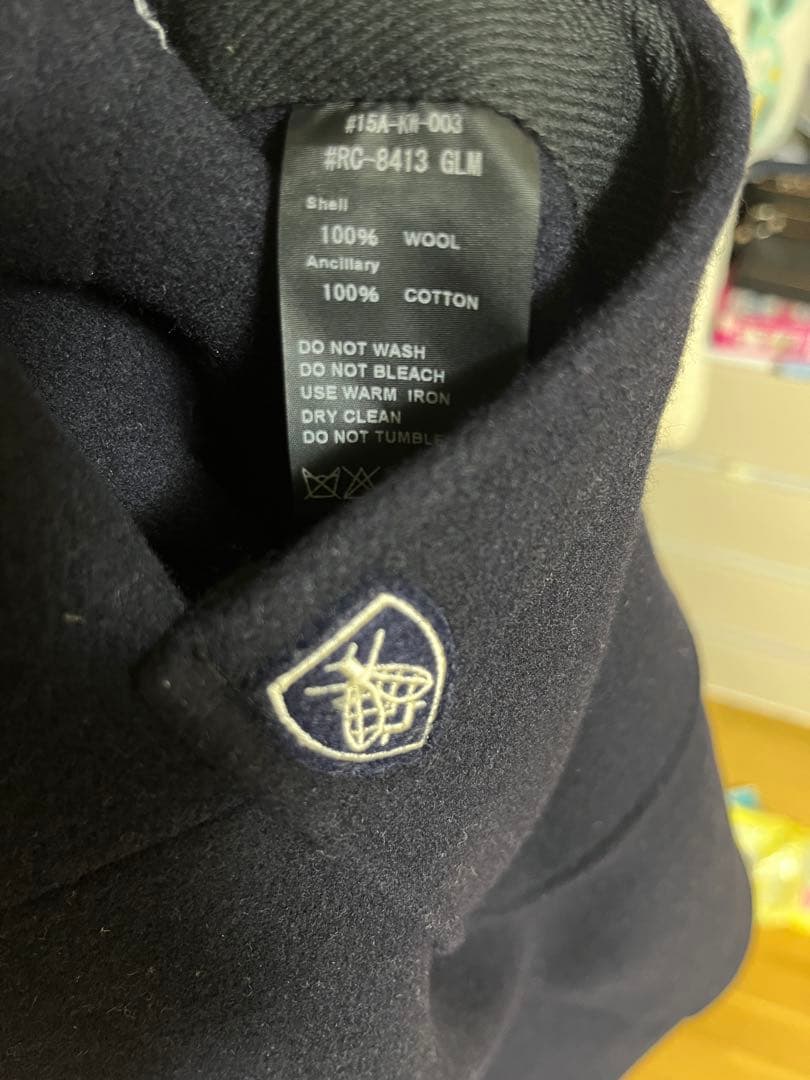 #15A-KW-003
#RC-8413 GLM
Shell
100% WOOL
Ancillary
100% COTTON
DO NOT WASH
DO NOT BLEACH
USE WARM IRON
DRY CLEAN
DO NOT TUMBLE